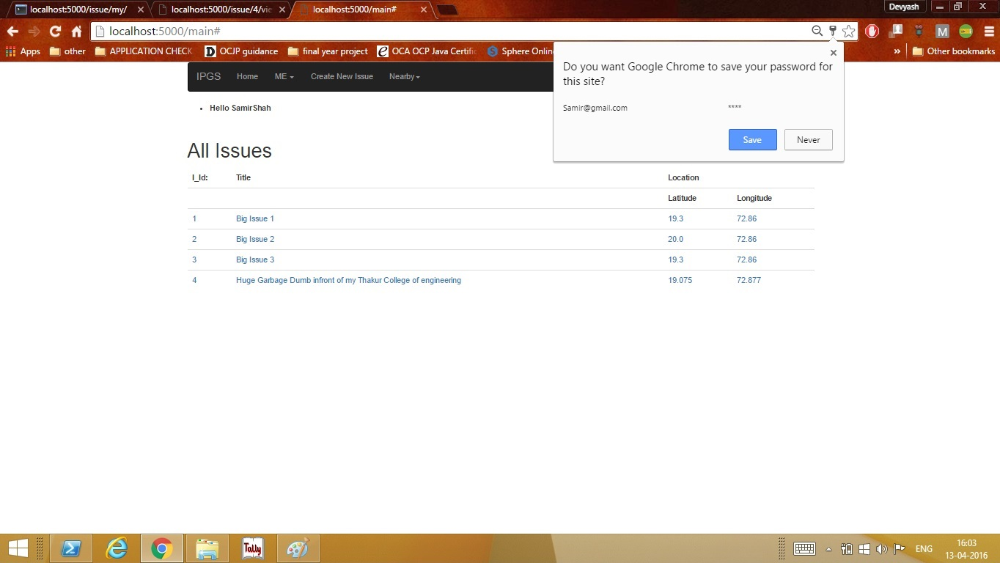 localhost:5000/issue/my/ localhost:5000/issue/4/vie localhost:5000/main# Devyash
localhost:5000/main#
Apps other APPLICATION CHECK OCJP guidance final year project OCA OCP Java Certific Sphere Onlin » Other bookmarks
Do you want Google Chrome to save your password for
this site?
Samir@gmail.com ****
Save Never
IPGS Home ME Create New Issue Nearby
Hello SamirShah
All Issues
I_Id: Title Location
Latitude Longitude
1 Big Issue 1 19.3 72.86
2 Big Issue 2 20.0 72.86
3 Big Issue 3 19.3 72.86
4 Huge Garbage Dumb infront of my Thakur College of engineering 19.075 72.877
Tally
ENG
16:03
13-04-2016